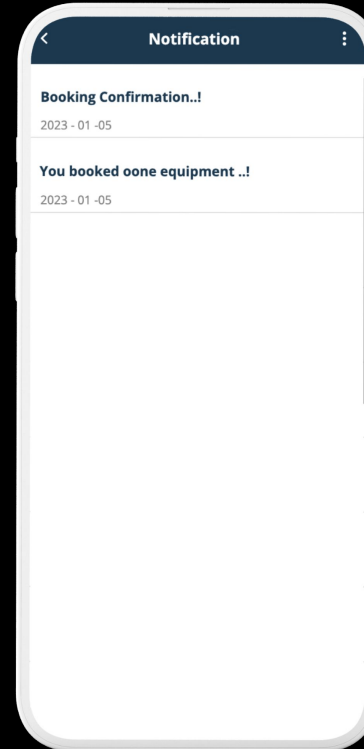 Notification
Booking Confirmation..!
2023 - 01 -05
You booked oone equipment ..!
2023 - 01 -05